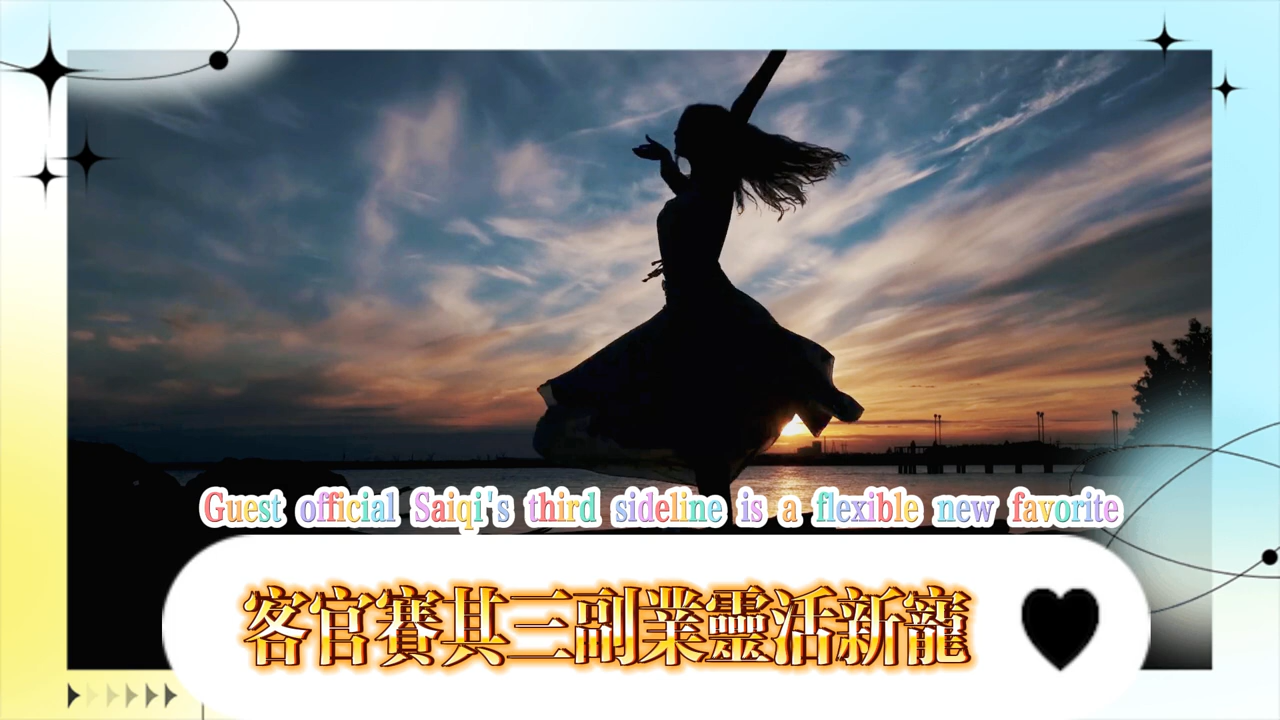 Guest official Saiqi's third sideline is a flexible new favorite
客官賽其三副業靈活新寵